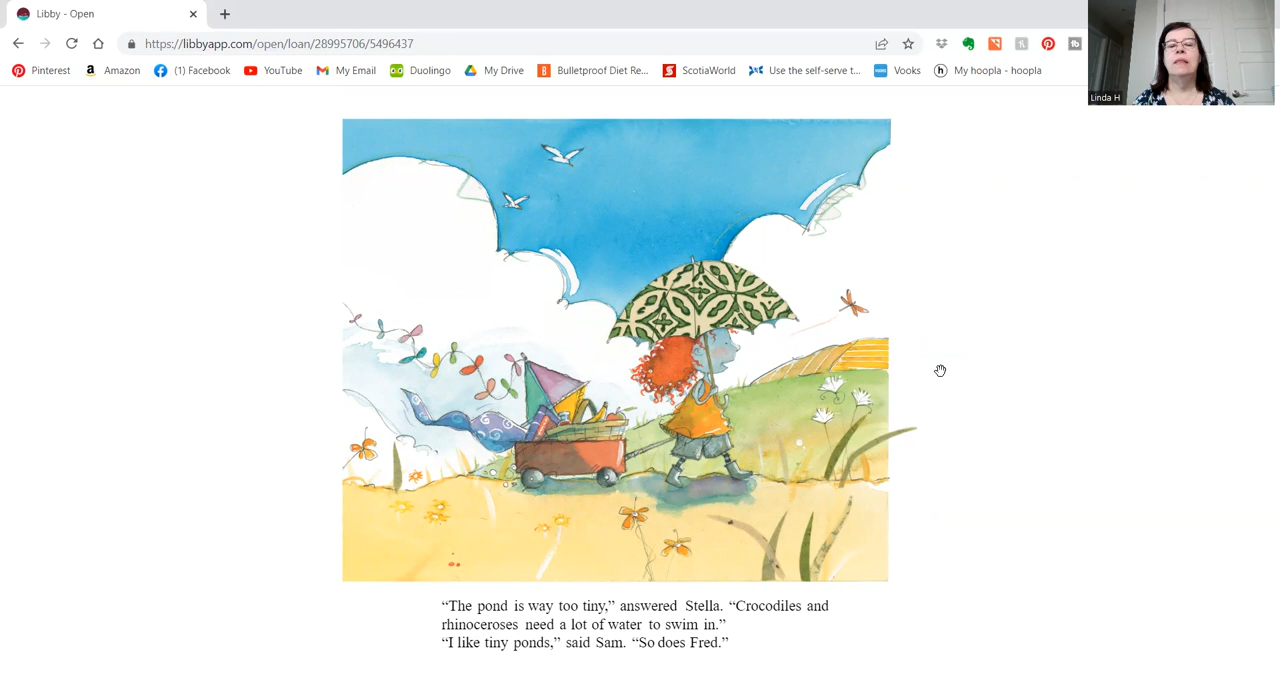 Libby - Open
https://libbyapp.com/open/loan/28995706/5496437
Pinterest
Amazon
(1) Facebook
YouTube
My Email
Duolingo
My Drive
Bulletproof Diet Re...
ScotiaWorld
Use the self-serve t...
Vooks
My hoopla - hoopla
Linda H
“The pond is way too tiny,” answered Stella. “Crocodiles and
rhinoceroses need a lot of water to swim in.”
“I like tiny ponds,” said Sam. “So does Fred.”